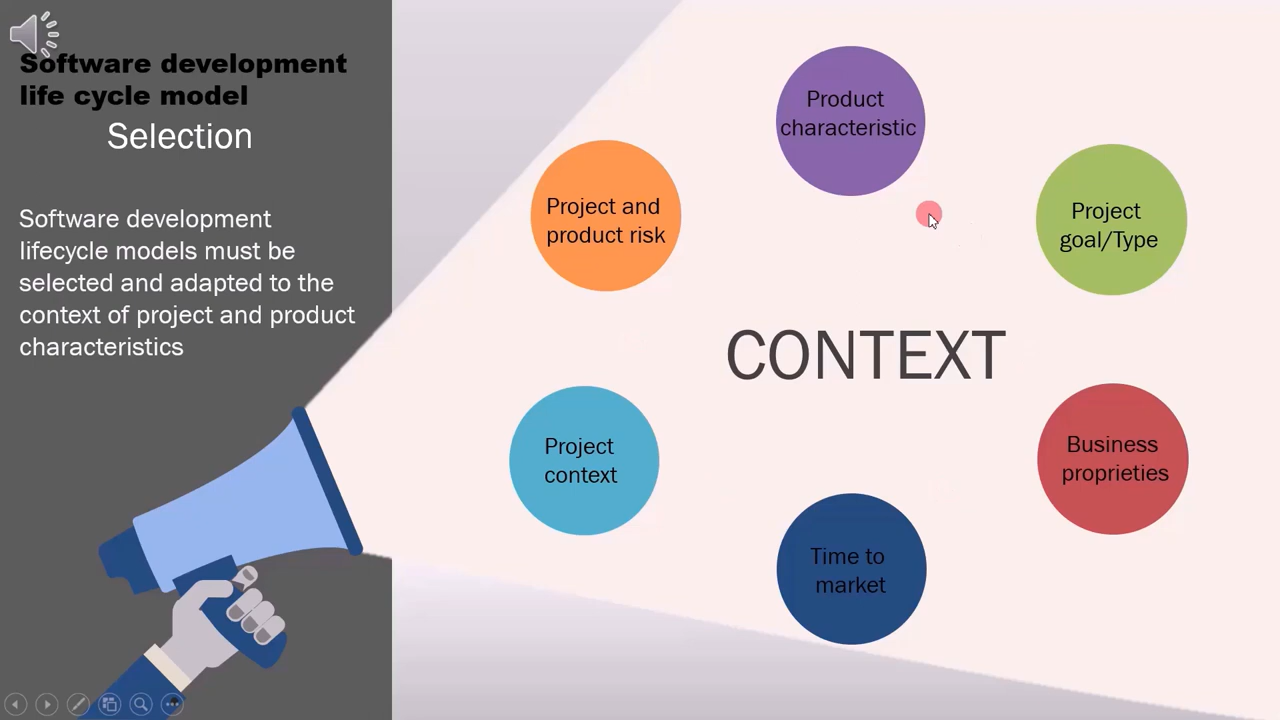 Software development
life cycle model
Selection
Software development
lifecycle models must be
selected and adapted to the
context of project and product
characteristics
Product
characteristic
Project and
product risk
Project
goal/Type
CONTEXT
Project
context
Business
proprieties
Time to
market